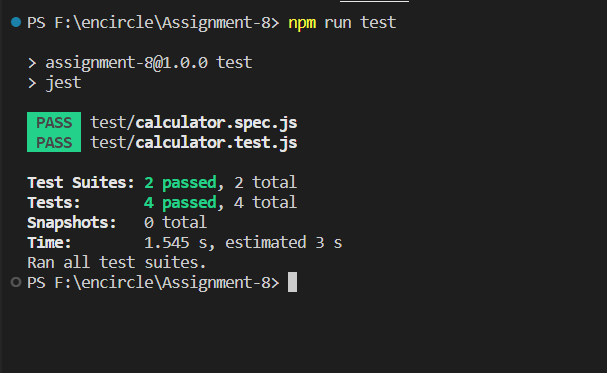 PS F:\encircle\Assignment-8> npm run test
> assignment-8@1.0.0 test
> jest
PASS test/calculator.spec.js
PASS test/calculator.test.js
Test Suites: 2 passed, 2 total
Tests: 4 passed, 4 total
Snapshots: 0 total
Time: 1.545 s, estimated 3 s
Ran all test suites.
PS F:\encircle\Assignment-8>